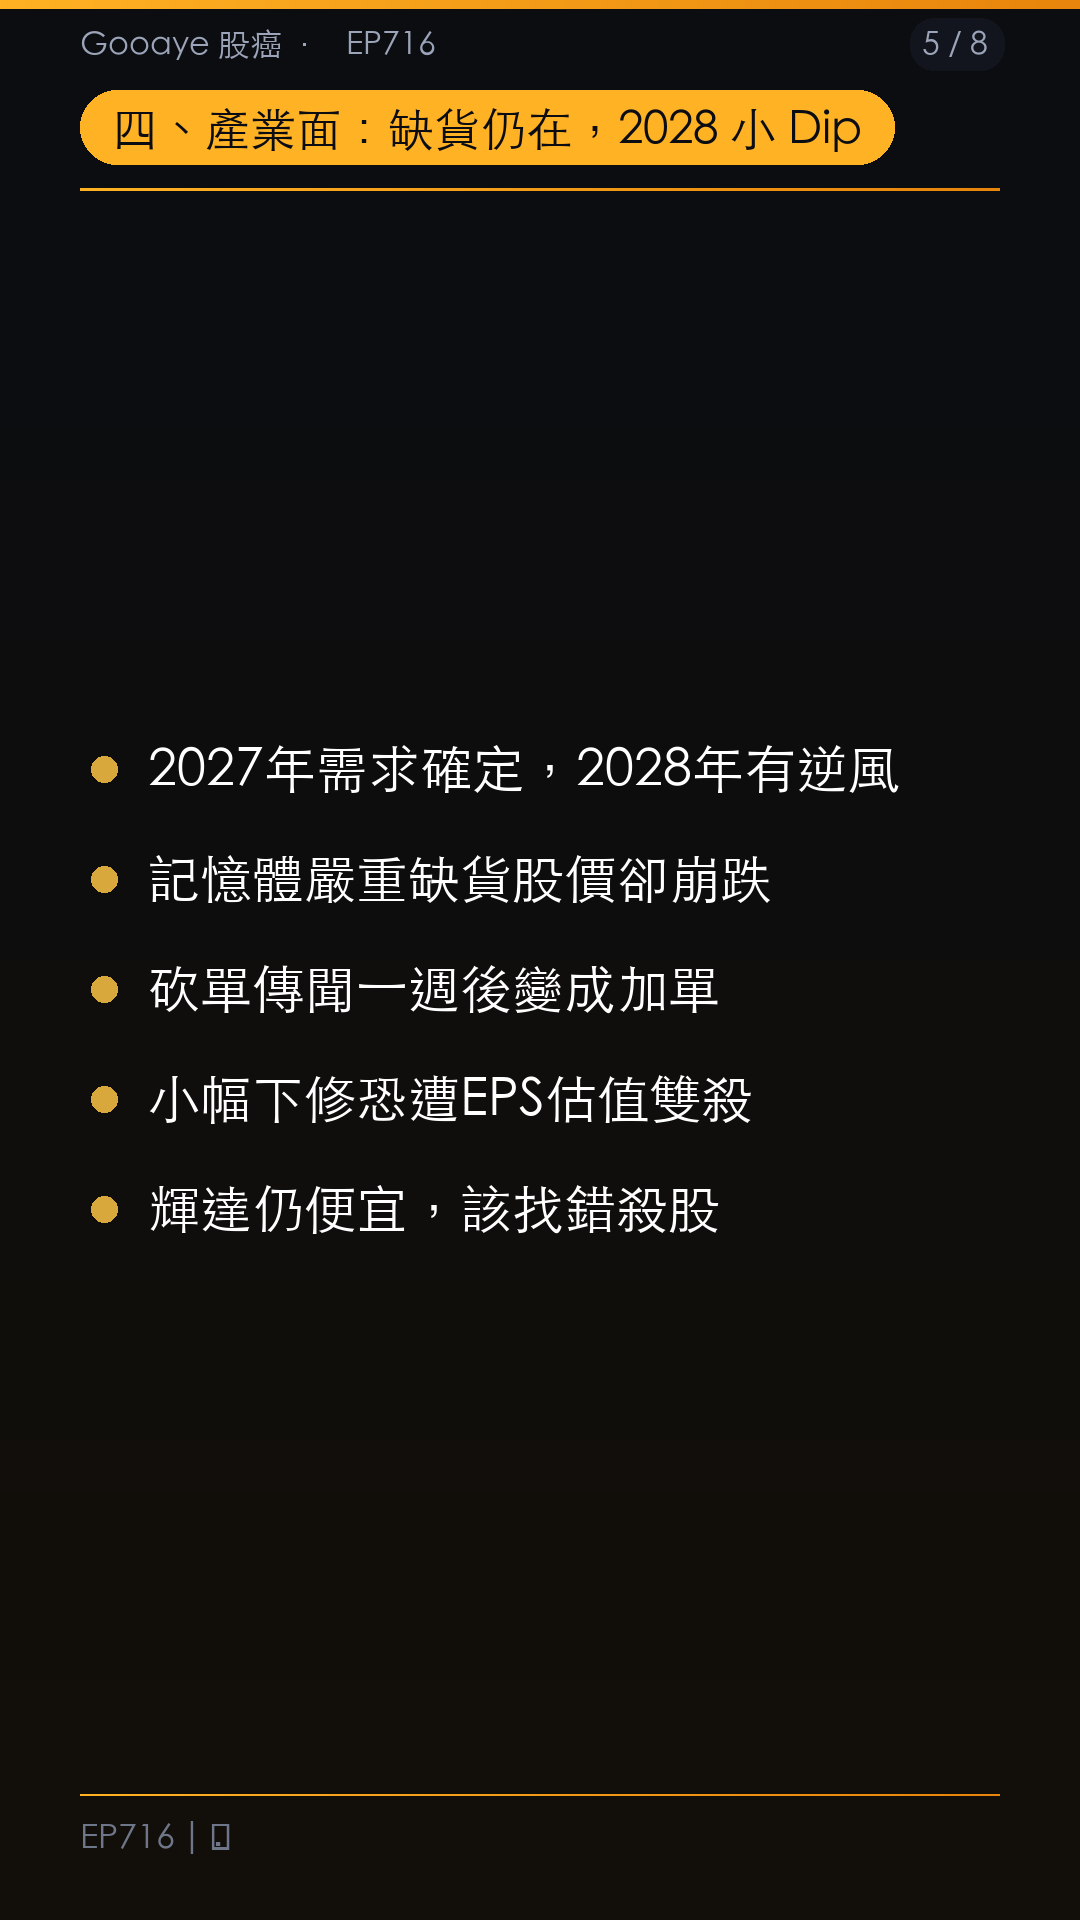 Gooaye 股癌 · EP716
5 / 8
四、產業面：缺貨仍在，2028 小 Dip
2027年需求確定，2028年有逆風
記憶體嚴重缺貨股價卻崩跌
砍單傳聞一週後變成加單
小幅下修恐遭EPS估值雙殺
輝達仍便宜，該找錯殺股
EP716 |